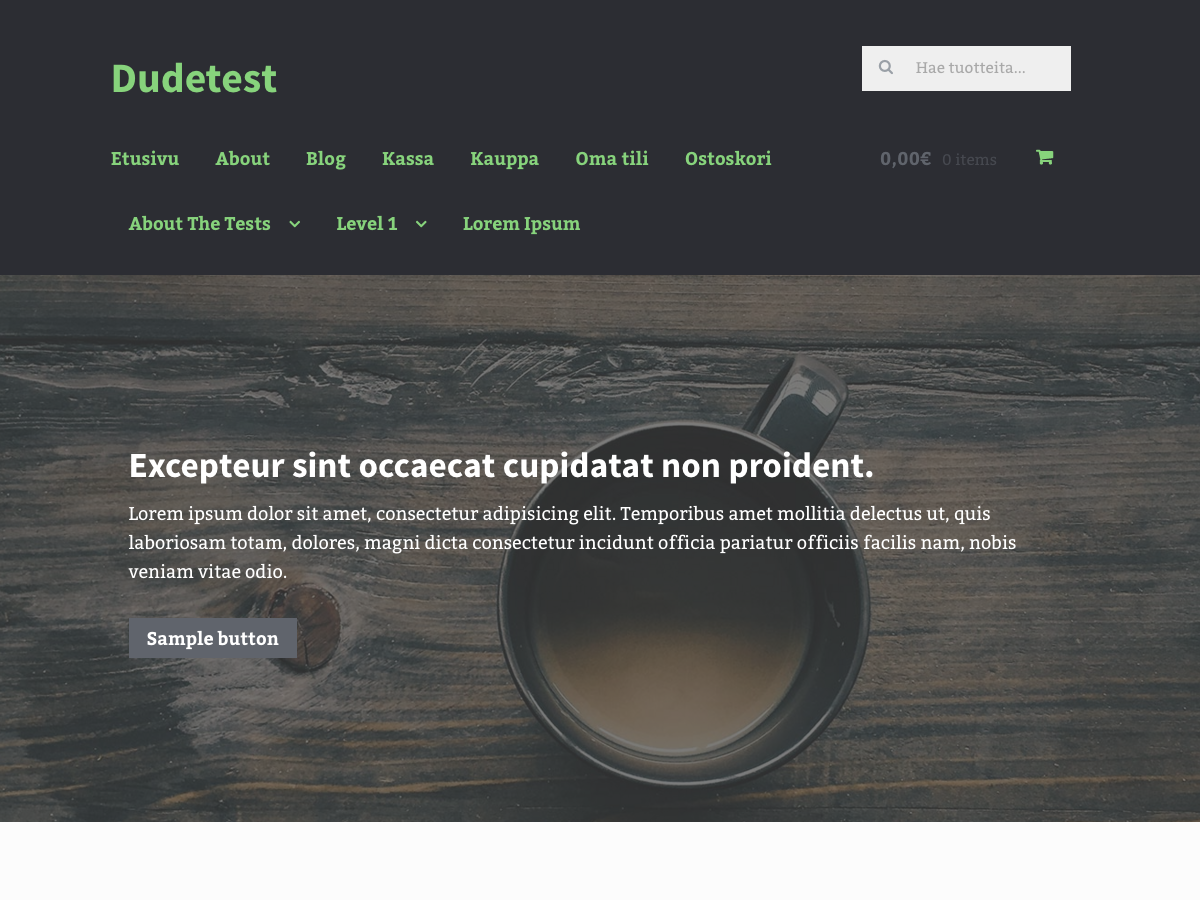 Dudetest
Hae tuotteita...
Etusivu About Blog Kassa Kauppa Oma tili Ostoskori
0,00€ 0 items
About The Tests Level 1 Lorem Ipsum
Excepteur sint occaecat cupidatat non proident.
Lorem ipsum dolor sit amet, consectetur adipisicing elit. Temporibus amet mollitia delectus ut, quis
laboriosam totam, dolores, magni dicta consectetur incidunt officia pariatur officiis facilis nam, nobis
veniam vitae odio.
Sample button